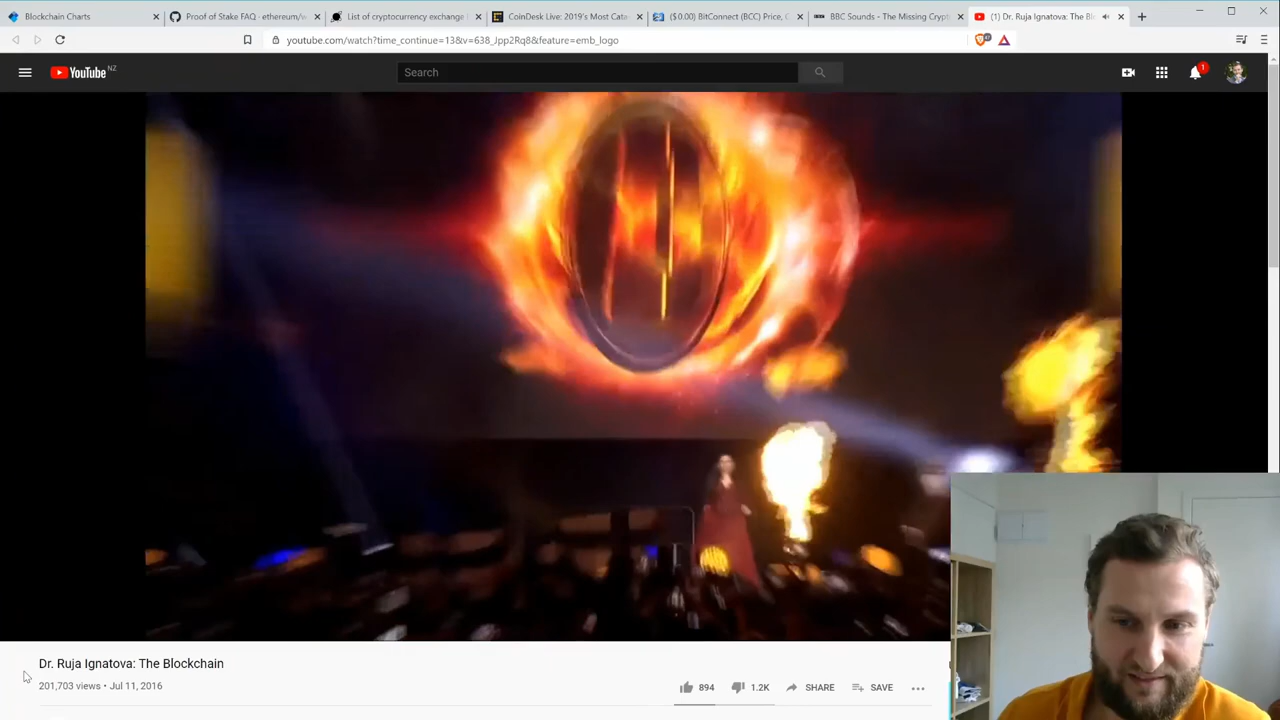 Blockchain Charts
Proof of Stake FAQ · ethereum/w
List of cryptocurrency exchange
CoinDesk Live: 2019's Most Cate
($0.00) BitConnect (BCC) Price, C
BBC Sounds - The Missing Crypt
(1) Dr. Ruja Ignatova: The Bl
youtube.com/watch?time_continue=13&v=638_Jpp2Rq8&feature=emb_logo
YouTube NZ
Search
1
Dr. Ruja Ignatova: The Blockchain
201,703 views • Jul 11, 2016
894
1.2K
SHARE
SAVE